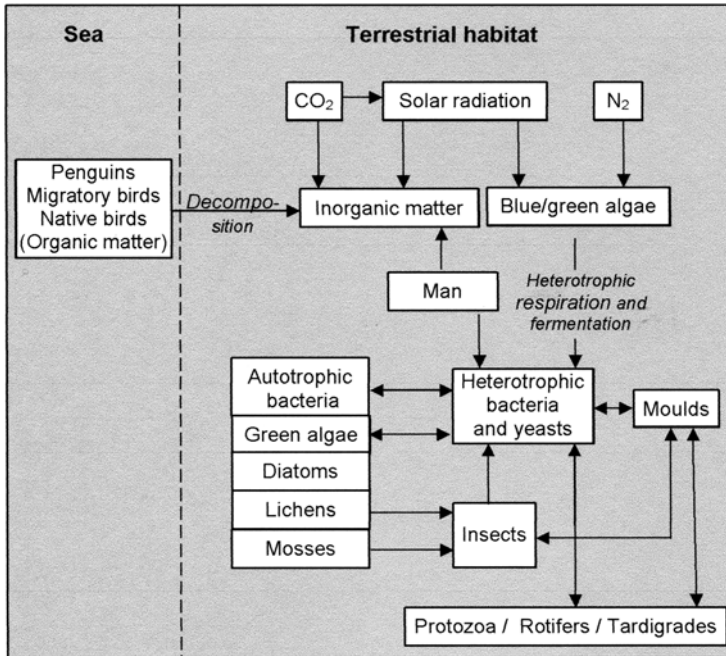 Sea
Terrestrial habitat
CO₂
Solar radiation
N₂
Penguins
Migratory birds
Native birds
(Organic matter)
Decompo-
sition
Inorganic matter
Blue/green algae
Man
Heterotrophic
respiration and
fermentation
Autotrophic
bacteria
Heterotrophic
bacteria
and yeasts
Moulds
Green algae
Diatoms
Lichens
Insects
Mosses
Protozoa / Rotifers / Tardigrades